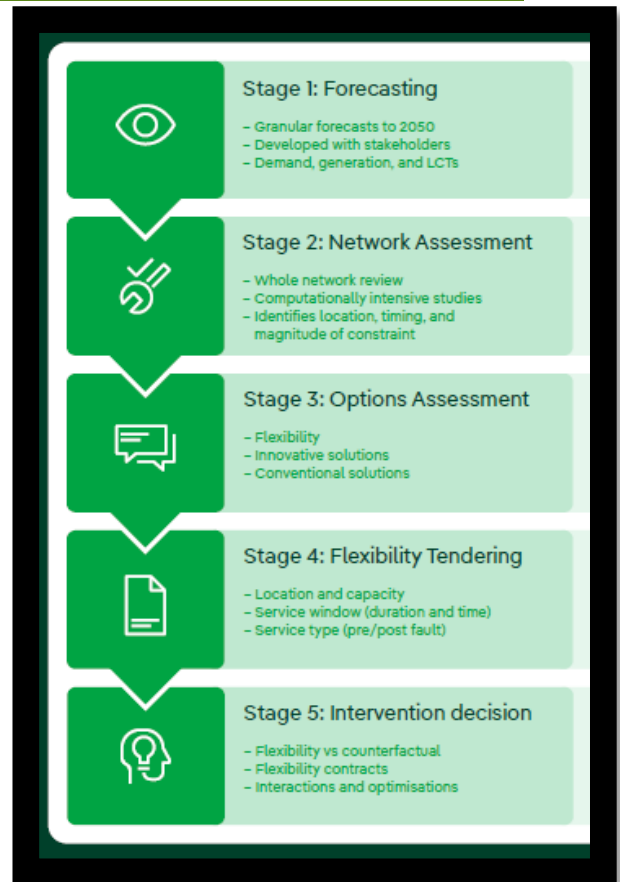 Stage 1: Forecasting
– Granular forecasts to 2050
– Developed with stakeholders
– Demand, generation, and LCTs
Stage 2: Network Assessment
– Whole network review
– Computationally intensive studies
– Identifies location, timing, and
magnitude of constraint
Stage 3: Options Assessment
– Flexibility
– Innovative solutions
– Conventional solutions
Stage 4: Flexibility Tendering
– Location and capacity
– Service window (duration and time)
– Service type (pre/post fault)
Stage 5: Intervention decision
– Flexibility vs counterfactual
– Flexibility contracts
– Interactions and optimisations